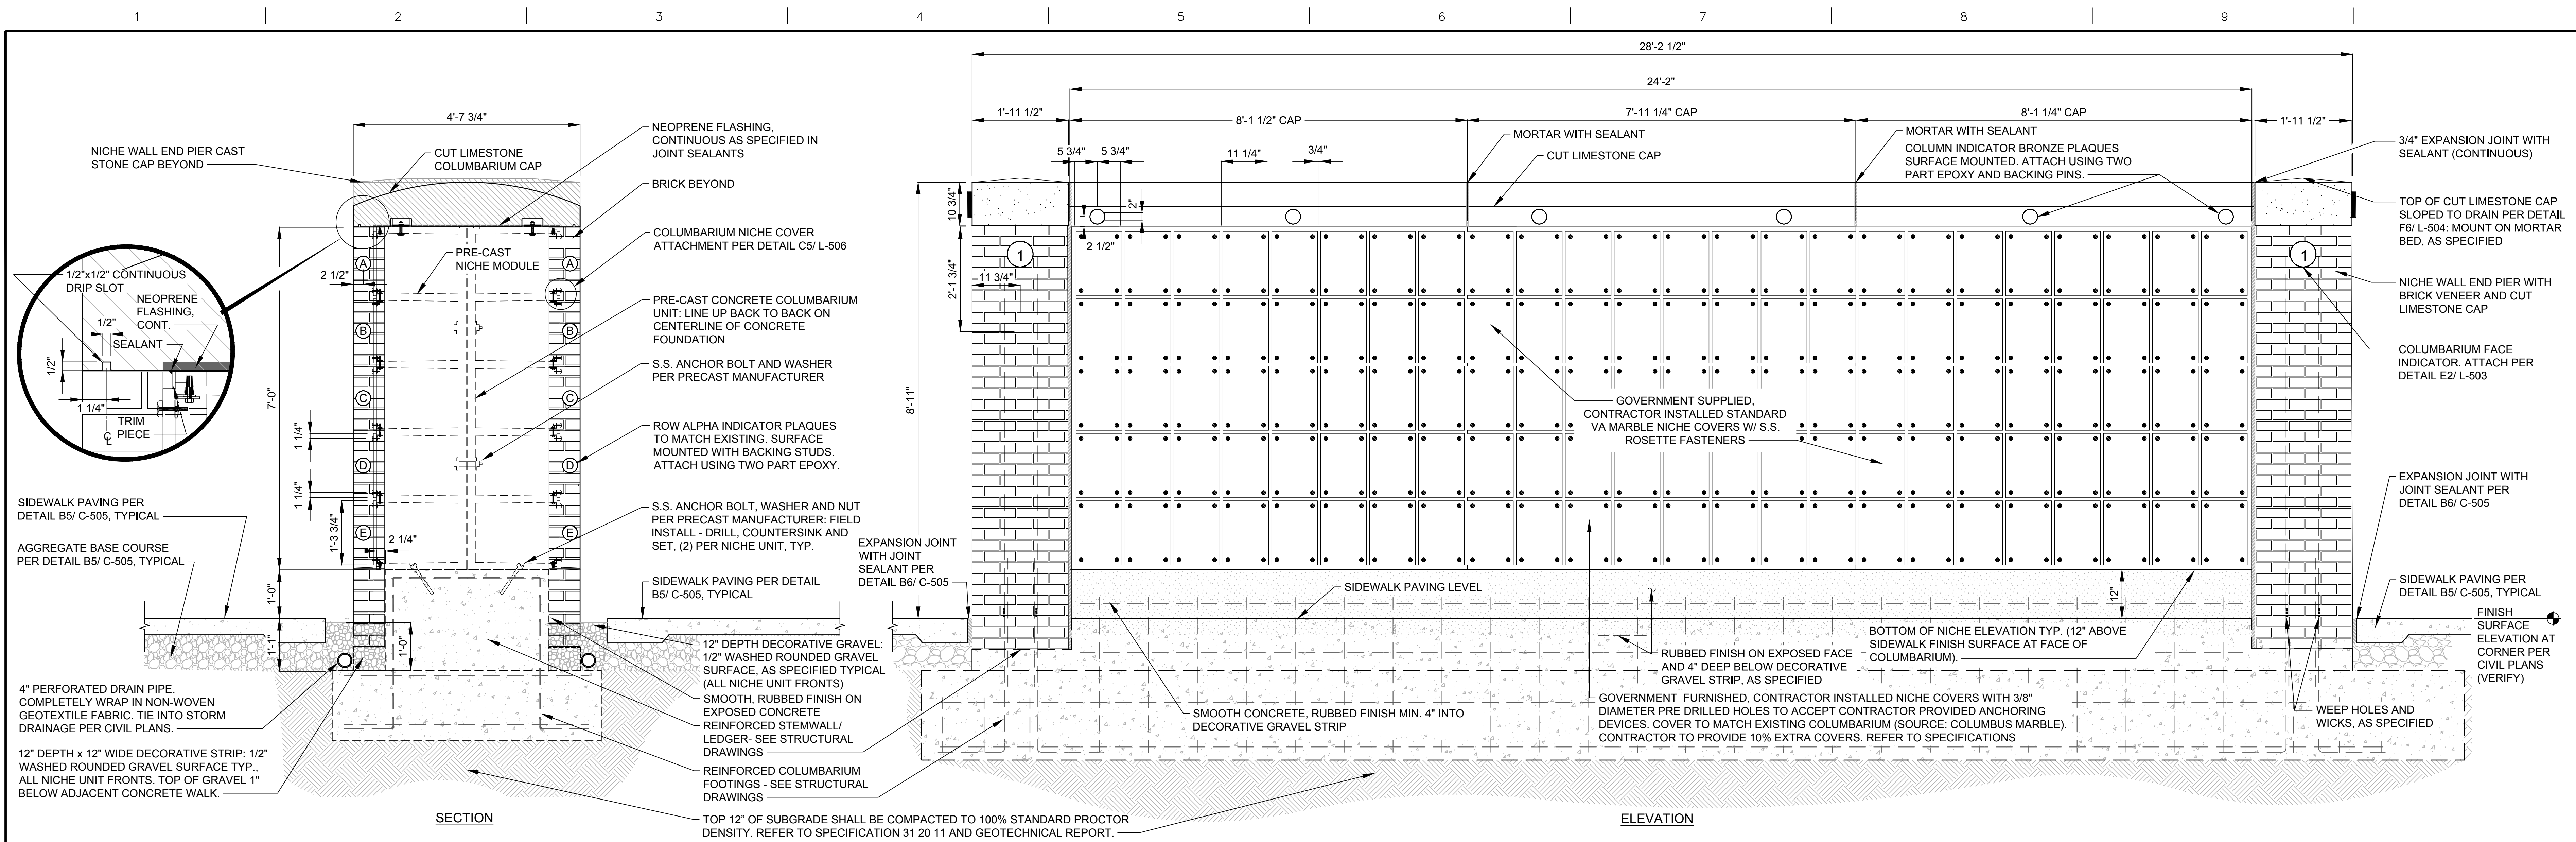 1
2
3
4
5
6
7
8
9
4'-7 3/4"
NICHE WALL END PIER CAST
STONE CAP BEYOND
CUT LIMESTONE
COLUMBARIUM CAP
NEOPRENE FLASHING,
CONTINUOUS AS SPECIFIED IN
JOINT SEALANTS
BRICK BEYOND
COLUMBARIUM NICHE COVER
ATTACHMENT PER DETAIL C5/ L-506
PRE-CAST
NICHE MODULE
PRE-CAST CONCRETE COLUMBARIUM
UNIT: LINE UP BACK TO BACK ON
CENTERLINE OF CONCRETE
FOUNDATION
S.S. ANCHOR BOLT AND WASHER
PER PRECAST MANUFACTURER
ROW ALPHA INDICATOR PLAQUES
TO MATCH EXISTING. SURFACE
MOUNTED WITH BACKING STUDS.
ATTACH USING TWO PART EPOXY.
S.S. ANCHOR BOLT, WASHER AND NUT
PER PRECAST MANUFACTURER: FIELD
INSTALL - DRILL, COUNTERSINK AND
SET, (2) PER NICHE UNIT, TYP.
SIDEWALK PAVING PER DETAIL
B5/ C-505, TYPICAL
12" DEPTH DECORATIVE GRAVEL:
1/2" WASHED ROUNDED GRAVEL
SURFACE, AS SPECIFIED TYPICAL
(ALL NICHE UNIT FRONTS)
SMOOTH, RUBBED FINISH ON
EXPOSED CONCRETE
REINFORCED STEMWALL/
LEDGER- SEE STRUCTURAL
DRAWINGS
REINFORCED COLUMBARIUM
FOOTINGS - SEE STRUCTURAL
DRAWINGS
TOP 12" OF SUBGRADE SHALL BE COMPACTED TO 100% STANDARD PROCTOR
DENSITY. REFER TO SPECIFICATION 31 20 11 AND GEOTECHNICAL REPORT.
1/2"x1/2" CONTINUOUS
DRIP SLOT
NEOPRENE
FLASHING,
CONT.
1/2"
SEALANT
1/2"
1 1/4"
TRIM
PIECE
CL
A
B
C
D
E
A
B
C
D
E
2 1/2"
7'-0"
1 1/4"
1 1/4"
1'-3 3/4"
2 1/4"
1'-0"
1'-1"
1'-0"
SIDEWALK PAVING PER
DETAIL B5/ C-505, TYPICAL
AGGREGATE BASE COURSE
PER DETAIL B5/ C-505, TYPICAL
4" PERFORATED DRAIN PIPE.
COMPLETELY WRAP IN NON-WOVEN
GEOTEXTILE FABRIC. TIE INTO STORM
DRAINAGE PER CIVIL PLANS.
12" DEPTH x 12" WIDE DECORATIVE STRIP: 1/2"
WASHED ROUNDED GRAVEL SURFACE TYP.,
ALL NICHE UNIT FRONTS. TOP OF GRAVEL 1"
BELOW ADJACENT CONCRETE WALK.
SECTION
28'-2 1/2"
24'-2"
1'-11 1/2"
8'-1 1/2" CAP
7'-11 1/4" CAP
8'-1 1/4" CAP
1'-11 1/2"
MORTAR WITH SEALANT
CUT LIMESTONE CAP
MORTAR WITH SEALANT
COLUMN INDICATOR BRONZE PLAQUES
SURFACE MOUNTED. ATTACH USING TWO
PART EPOXY AND BACKING PINS.
5 3/4"
5 3/4"
11 1/4"
3/4"
10 3/4"
2"
2 1/2"
2'-1 3/4"
11 3/4"
8'-11"
1
1
3/4" EXPANSION JOINT WITH
SEALANT (CONTINUOUS)
TOP OF CUT LIMESTONE CAP
SLOPED TO DRAIN PER DETAIL
F6/ L-504: MOUNT ON MORTAR
BED, AS SPECIFIED
NICHE WALL END PIER WITH
BRICK VENEER AND CUT
LIMESTONE CAP
COLUMBARIUM FACE
INDICATOR. ATTACH PER
DETAIL E2/ L-503
EXPANSION JOINT WITH
JOINT SEALANT PER
DETAIL B6/ C-505
SIDEWALK PAVING PER
DETAIL B5/ C-505, TYPICAL
FINISH
SURFACE
ELEVATION AT
CORNER PER
CIVIL PLANS
(VERIFY)
WEEP HOLES AND
WICKS, AS SPECIFIED
GOVERNMENT SUPPLIED,
CONTRACTOR INSTALLED STANDARD
VA MARBLE NICHE COVERS W/ S.S.
ROSETTE FASTENERS
EXPANSION JOINT
WITH JOINT
SEALANT PER
DETAIL B6/ C-505
SIDEWALK PAVING LEVEL
12"
BOTTOM OF NICHE ELEVATION TYP. (12" ABOVE
SIDEWALK FINISH SURFACE AT FACE OF
COLUMBARIUM).
RUBBED FINISH ON EXPOSED FACE
AND 4" DEEP BELOW DECORATIVE
GRAVEL STRIP, AS SPECIFIED
SMOOTH CONCRETE, RUBBED FINISH MIN. 4" INTO
DECORATIVE GRAVEL STRIP
GOVERNMENT FURNISHED, CONTRACTOR INSTALLED NICHE COVERS WITH 3/8"
DIAMETER PRE DRILLED HOLES TO ACCEPT CONTRACTOR PROVIDED ANCHORING
DEVICES. COVER TO MATCH EXISTING COLUMBARIUM (SOURCE: COLUMBUS MARBLE).
CONTRACTOR TO PROVIDE 10% EXTRA COVERS. REFER TO SPECIFICATIONS
ELEVATION